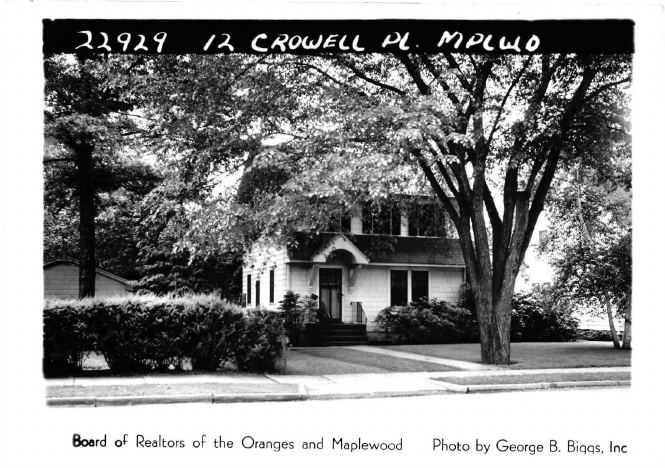 22929 12 CROWELL PL. MPLWD
Board of Realtors of the Oranges and Maplewood Photo by George B. Biggs, Inc